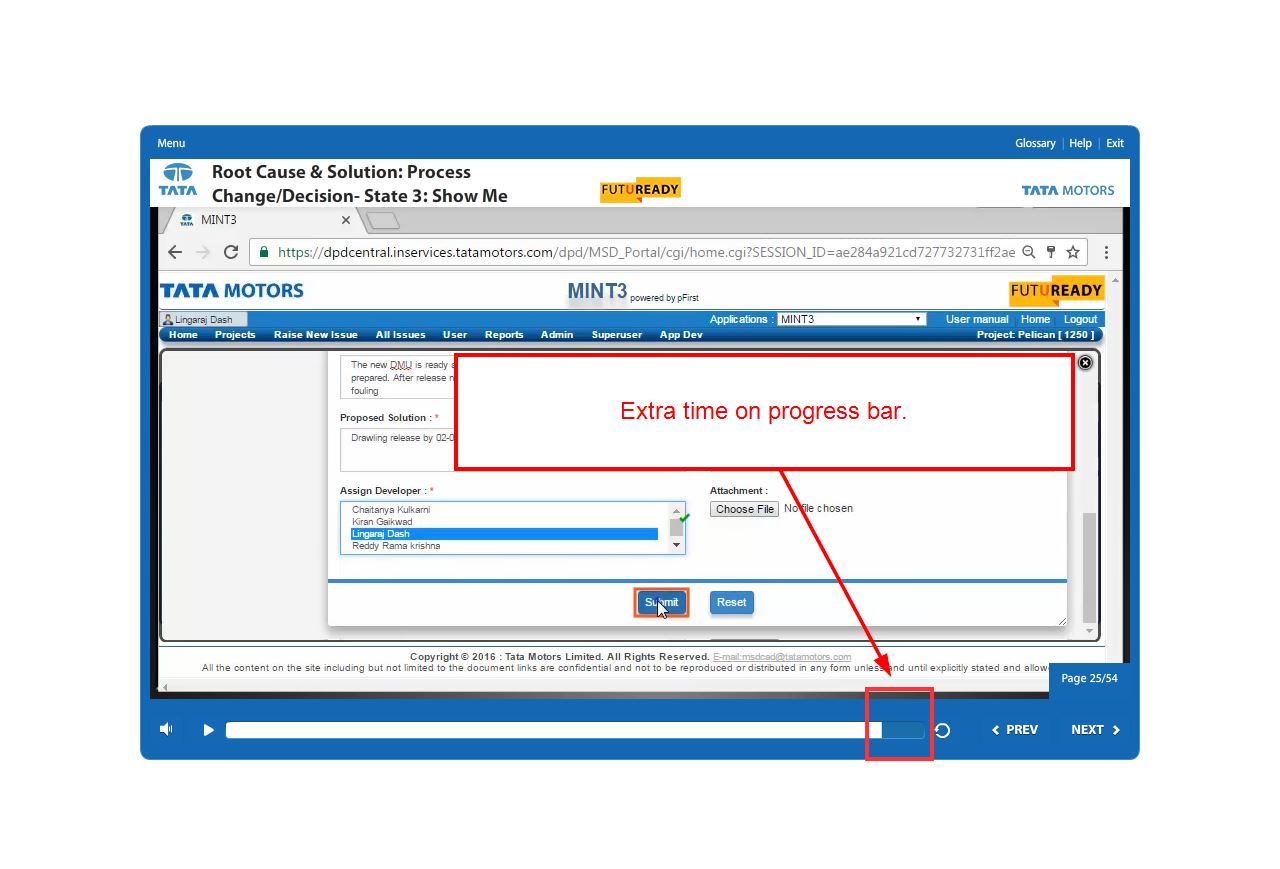 Menu
Glossary | Help | Exit
TATA
Root Cause & Solution: Process
Change/Decision- State 3: Show Me
FUTUREADY
TATA MOTORS
TATA MINT3
https://dpdcentral.inservices.tatamotors.com/dpd/MSD_Portal/cgi/home.cgi?SESSION_ID=ae284a921cd727732731ff2ae
TATA MOTORS
MINT3 powered by pFirst
FUTUREADY
Lingaraj Dash
Applications : MINT3
User manual Home Logout
Home Projects Raise New Issue All Issues User Reports Admin Superuser App Dev
Project: Pelican [ 1250 ]
The new DMU is ready
prepared. After release
fouling
Extra time on progress bar.
Proposed Solution : *
Drawling release by 02-0
Assign Developer : *
Chaitanya Kulkarni
Kiran Gaikwad
Lingaraj Dash
Reddy Rama krishna
Attachment :
Choose File No file chosen
Submit
Reset
Copyright © 2016 : Tata Motors Limited. All Rights Reserved. E-mail:msdcad@tatamotors.com
All the content on the site including but not limited to the document links are confidential and not to be reproduced or distributed in any form unless and until explicitly stated and allow
Page 25/54
PREV
NEXT